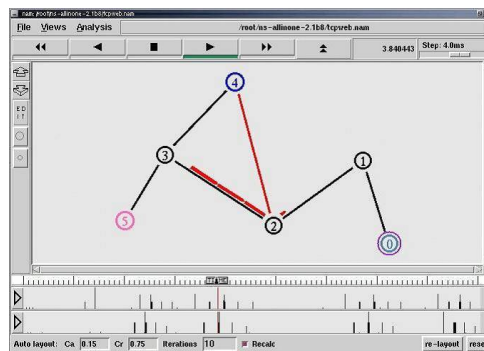 nam: /root/ns-allinone-2.1b8/tcpweb.nam
File Views Analysis /root/ns-allinone-2.1b8/tcpweb.nam
3.840443 Step: 4.0ms
4
3
1
5
2
0
Auto layout: Ca 0.15 Cr 0.75 Iterations 10 Recalc re-layout rese